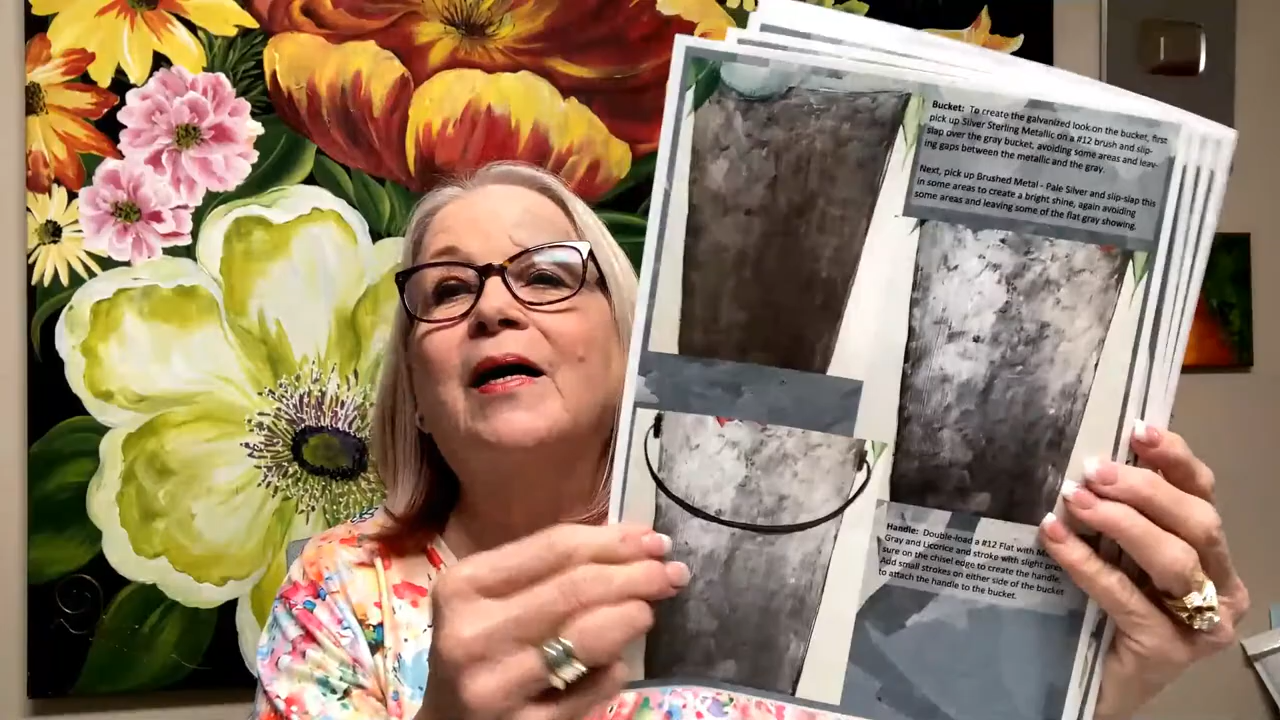 Bucket: To create the galvanized look on the bucket, first
pick up Silver Sterling Metallic on a #12 brush and slip-
slap over the gray bucket, avoiding some areas and leav-
ing gaps between the metallic and the gray.
Next, pick up Brushed Metal - Pale Silver and slip-slap this
in some areas to create a bright shine, again avoiding
some areas and leaving some of the flat gray showing.
Handle: Double-load a #12 Flat with
Gray and Licorice and stroke with slight pres
sure on the chisel edge to create the handle.
Add small strokes on either side of the bucket
to attach the handle to the bucket.